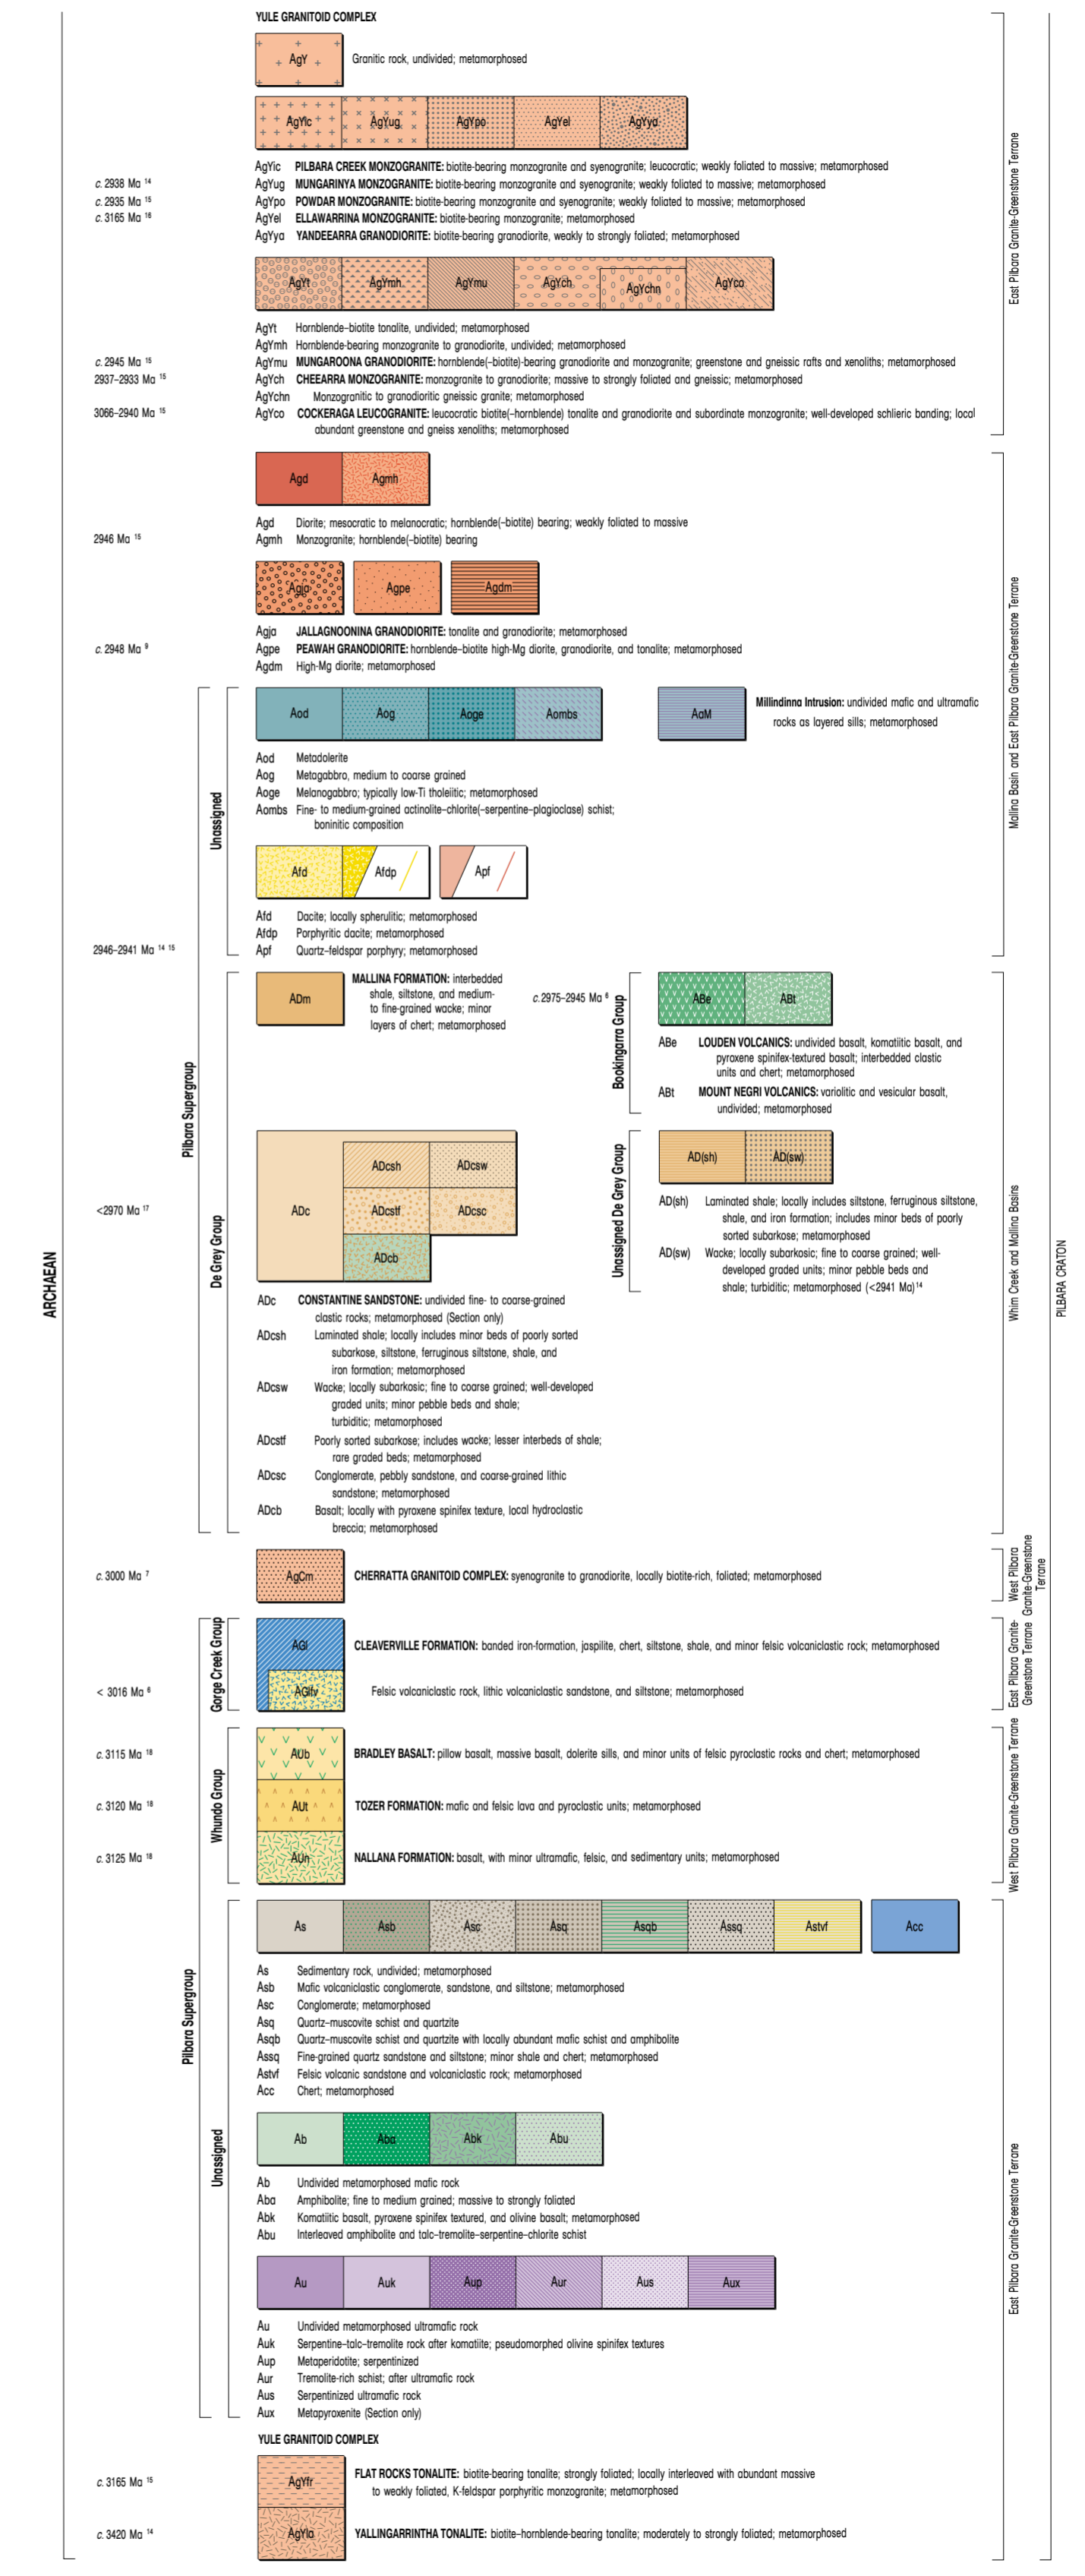 YULE GRANITOID COMPLEX
AgY
Granitic rock, undivided; metamorphosed
AgYic AgYug AgYpo AgYel AgYya
AgYic PILBARA CREEK MONZOGRANITE: biotite-bearing monzogranite and syenogranite; leucocratic; weakly foliated to massive; metamorphosed
c. 2938 Ma 14 AgYug MUNGARINYA MONZOGRANITE: biotite-bearing monzogranite and syenogranite; weakly foliated to massive; metamorphosed
c. 2935 Ma 15 AgYpo POWDAR MONZOGRANITE: biotite-bearing monzogranite and syenogranite; weakly foliated to massive; metamorphosed
c. 3165 Ma 16 AgYel ELLAWARRINA MONZOGRANITE: biotite-bearing monzogranite; metamorphosed
AgYya YANDEEARRA GRANODIORITE: biotite-bearing granodiorite, weakly to strongly foliated; metamorphosed
AgYt AgYmh AgYmu AgYch AgYchn AgYco
AgYt Hornblende–biotite tonalite, undivided; metamorphosed
AgYmh Hornblende-bearing monzogranite to granodiorite, undivided; metamorphosed
c. 2945 Ma 15 AgYmu MUNGAROONA GRANODIORITE: hornblende(–biotite)-bearing granodiorite and monzogranite; greenstone and gneissic rafts and xenoliths; metamorphosed
2937–2933 Ma 15 AgYch CHEEARRA MONZOGRANITE: monzogranite to granodiorite; massive to strongly foliated and gneissic; metamorphosed
AgYchn Monzogranitic to granodioritic gneissic granite; metamorphosed
3066–2940 Ma 15 AgYco COCKERAGA LEUCOGRANITE: leucocratic biotite(–hornblende) tonalite and granodiorite and subordinate monzogranite; well-developed schlieric banding; local
abundant greenstone and gneiss xenoliths; metamorphosed
East Pilbara Granite-Greenstone Terrane
Agd Agmh
Agd Diorite; mesocratic to melanocratic; hornblende(–biotite) bearing; weakly foliated to massive
2946 Ma 15 Agmh Monzogranite; hornblende(–biotite) bearing
Agja Agpe Agdm
Agja JALLAGNOONINA GRANODIORITE: tonalite and granodiorite; metamorphosed
c. 2948 Ma 9 Agpe PEAWAH GRANODIORITE: hornblende–biotite high-Mg diorite, granodiorite, and tonalite; metamorphosed
Agdm High-Mg diorite; metamorphosed
Aod Aog Aoge Aombs AaM
Millindinna Intrusion: undivided mafic and ultramafic
rocks as layered sills; metamorphosed
Aod Metadolerite
Aog Metagabbro, medium to coarse grained
Aoge Melanogabbro; typically low-Ti tholeiitic; metamorphosed
Aombs Fine- to medium-grained actinolite–chlorite(–serpentine–plagioclase) schist;
boninitic composition
Unassigned
Afd Afdp Apf
Afd Dacite; locally spherulitic; metamorphosed
Afdp Porphyritic dacite; metamorphosed
2946–2941 Ma 14 15 Apf Quartz–feldspar porphyry; metamorphosed
Mallina Basin and East Pilbara Granite-Greenstone Terrane
ADm
MALLINA FORMATION: interbedded
shale, siltstone, and medium-
to fine-grained wacke; minor
layers of chert; metamorphosed
c. 2975–2945 Ma 6
Bookingarra Group
ABe ABt
ABe LOUDEN VOLCANICS: undivided basalt, komatiitic basalt, and
pyroxene spinifex-textured basalt; interbedded clastic
units and chert; metamorphosed
ABt MOUNT NEGRI VOLCANICS: variolitic and vesicular basalt,
undivided; metamorphosed
Pilbara Supergroup
De Grey Group
<2970 Ma 17
ADc ADcsh ADcsw
ADcstf ADcsc
ADcb
Unassigned De Grey Group
AD(sh) AD(sw)
AD(sh) Laminated shale; locally includes siltstone, ferruginous siltstone,
shale, and iron formation; includes minor beds of poorly
sorted subarkose; metamorphosed
AD(sw) Wacke; locally subarkosic; fine to coarse grained; well-
developed graded units; minor pebble beds and
shale; turbiditic; metamorphosed (<2941 Ma)14
ADc CONSTANTINE SANDSTONE: undivided fine- to coarse-grained
clastic rocks; metamorphosed (Section only)
ADcsh Laminated shale; locally includes minor beds of poorly sorted
subarkose, siltstone, ferruginous siltstone, shale, and
iron formation; metamorphosed
ADcsw Wacke; locally subarkosic; fine to coarse grained; well-developed
graded units; minor pebble beds and shale;
turbiditic; metamorphosed
ADcstf Poorly sorted subarkose; includes wacke; lesser interbeds of shale;
rare graded beds; metamorphosed
ADcsc Conglomerate, pebbly sandstone, and coarse-grained lithic
sandstone; metamorphosed
ADcb Basalt; locally with pyroxene spinifex texture, local hydroclastic
breccia; metamorphosed
Whim Creek and Mallina Basins
ARCHAEAN
PILBARA CRATON
c. 3000 Ma 7 AgCm CHERRATTA GRANITOID COMPLEX: syenogranite to granodiorite, locally biotite-rich, foliated; metamorphosed
West Pilbara
Granite-Greenstone
Terrane
Gorge Creek Group
AGl CLEAVERVILLE FORMATION: banded iron-formation, jaspilite, chert, siltstone, shale, and minor felsic volcaniclastic rock; metamorphosed
< 3016 Ma 6 AGlfv Felsic volcaniclastic rock, lithic volcaniclastic sandstone, and siltstone; metamorphosed
East Pilbara Granite-
Greenstone Terrane
Whundo Group
c. 3115 Ma 18 AUb BRADLEY BASALT: pillow basalt, massive basalt, dolerite sills, and minor units of felsic pyroclastic rocks and chert; metamorphosed
c. 3120 Ma 18 AUt TOZER FORMATION: mafic and felsic lava and pyroclastic units; metamorphosed
c. 3125 Ma 18 AUn NALLANA FORMATION: basalt, with minor ultramafic, felsic, and sedimentary units; metamorphosed
West Pilbara Granite-Greenstone Terrane
As Asb Asc Asq Asqb Assq Astvf Acc
As Sedimentary rock, undivided; metamorphosed
Asb Mafic volcaniclastic conglomerate, sandstone, and siltstone; metamorphosed
Asc Conglomerate; metamorphosed
Asq Quartz–muscovite schist and quartzite
Asqb Quartz–muscovite schist and quartzite with locally abundant mafic schist and amphibolite
Assq Fine-grained quartz sandstone and siltstone; minor shale and chert; metamorphosed
Astvf Felsic volcanic sandstone and volcaniclastic rock; metamorphosed
Acc Chert; metamorphosed
Pilbara Supergroup
Unassigned
Ab Aba Abk Abu
Ab Undivided metamorphosed mafic rock
Aba Amphibolite; fine to medium grained; massive to strongly foliated
Abk Komatiitic basalt, pyroxene spinifex textured, and olivine basalt; metamorphosed
Abu Interleaved amphibolite and talc–tremolite–serpentine–chlorite schist
Au Auk Aup Aur Aus Aux
Au Undivided metamorphosed ultramafic rock
Auk Serpentine–talc–tremolite rock after komatiite; pseudomorphed olivine spinifex textures
Aup Metaperidotite; serpentinized
Aur Tremolite-rich schist; after ultramafic rock
Aus Serpentinized ultramafic rock
Aux Metapyroxenite (Section only)
East Pilbara Granite-Greenstone Terrane
YULE GRANITOID COMPLEX
c. 3165 Ma 15 AgYfr FLAT ROCKS TONALITE: biotite-bearing tonalite; strongly foliated; locally interleaved with abundant massive
to weakly foliated, K-feldspar porphyritic monzogranite; metamorphosed
c. 3420 Ma 14 AgYla YALLINGARRINTHA TONALITE: biotite–hornblende-bearing tonalite; moderately to strongly foliated; metamorphosed